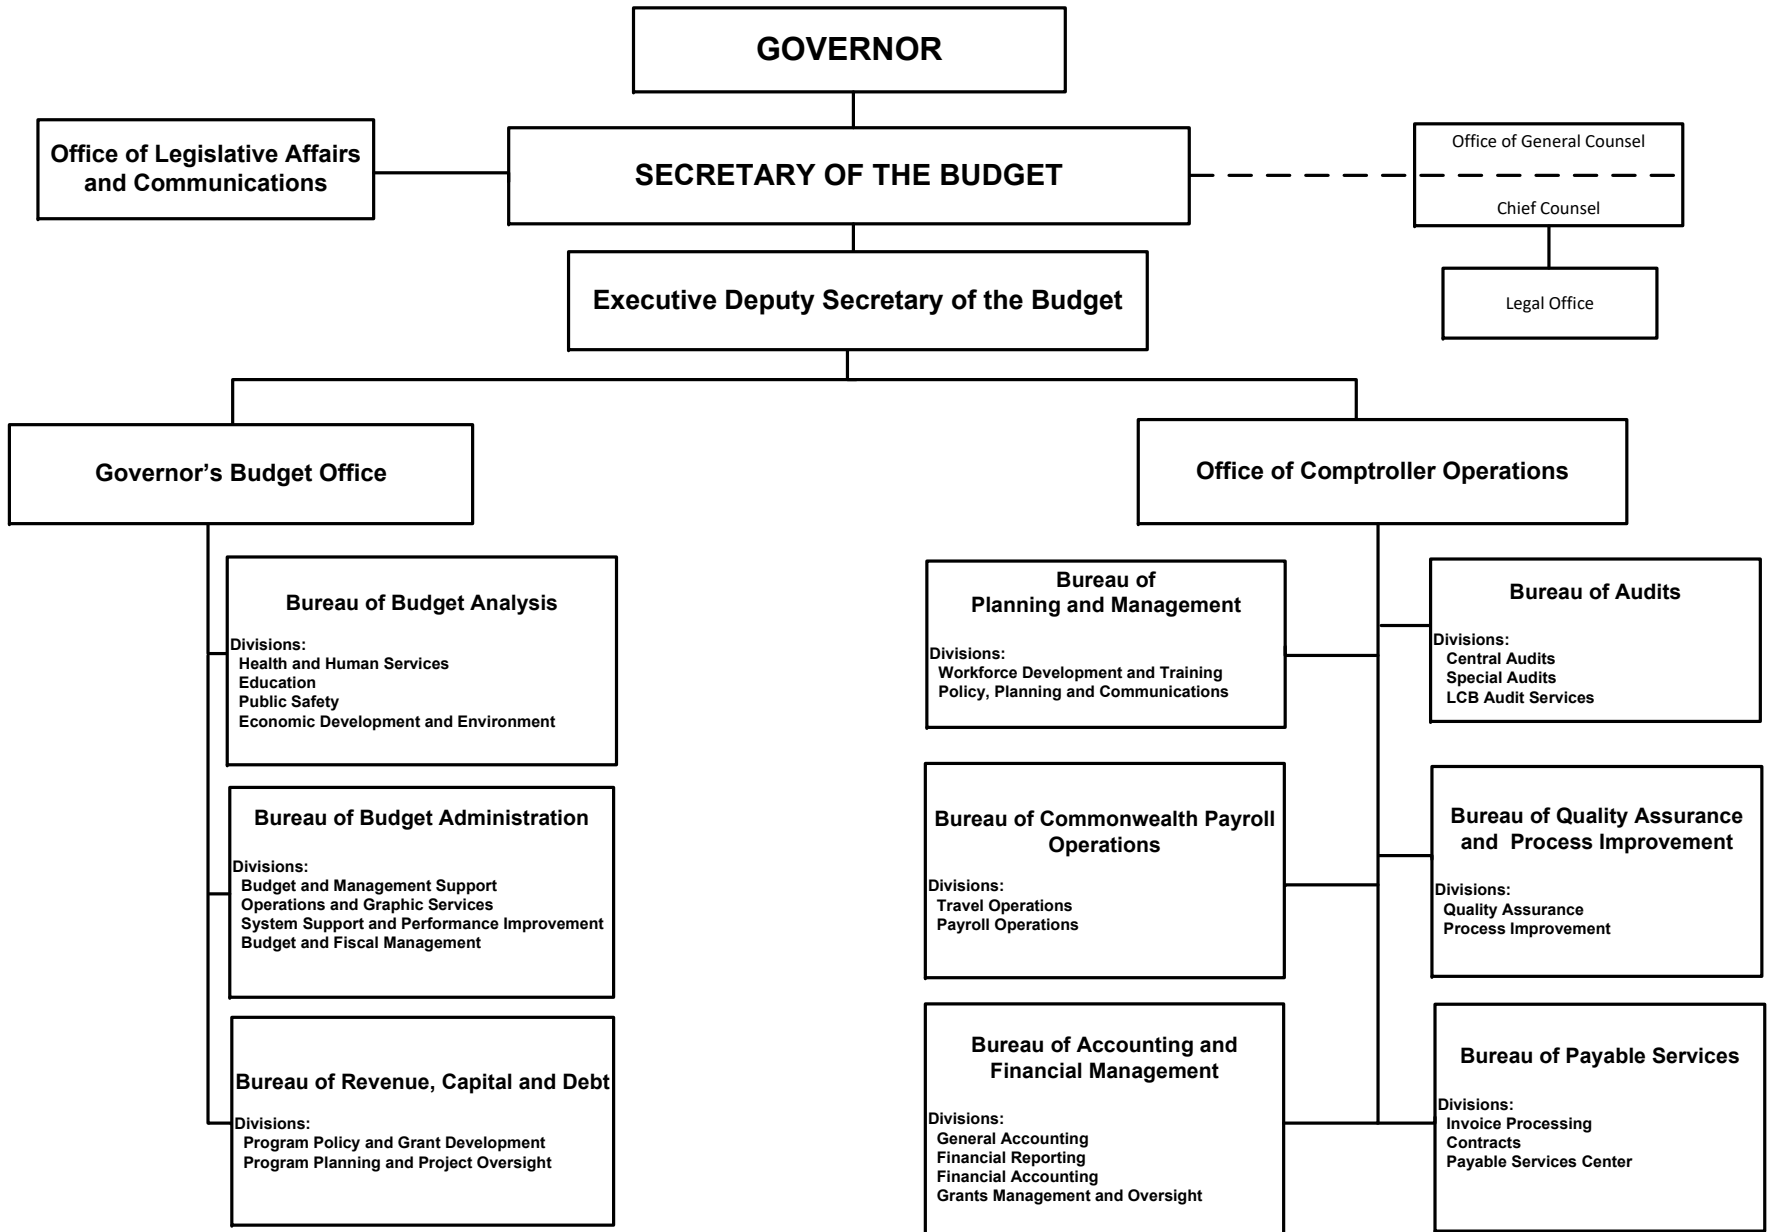 GOVERNOR
Office of Legislative Affairs
and Communications
SECRETARY OF THE BUDGET
Office of General Counsel
Chief Counsel
Legal Office
Executive Deputy Secretary of the Budget
Governor’s Budget Office
Office of Comptroller Operations
Bureau of Budget Analysis
Divisions:
Health and Human Services
Education
Public Safety
Economic Development and Environment
Bureau of Budget Administration
Divisions:
Budget and Management Support
Operations and Graphic Services
System Support and Performance Improvement
Budget and Fiscal Management
Bureau of Revenue, Capital and Debt
Divisions:
Program Policy and Grant Development
Program Planning and Project Oversight
Bureau of
Planning and Management
Divisions:
Workforce Development and Training
Policy, Planning and Communications
Bureau of Audits
Divisions:
Central Audits
Special Audits
LCB Audit Services
Bureau of Commonwealth Payroll
Operations
Divisions:
Travel Operations
Payroll Operations
Bureau of Quality Assurance
and Process Improvement
Divisions:
Quality Assurance
Process Improvement
Bureau of Accounting and
Financial Management
Divisions:
General Accounting
Financial Reporting
Financial Accounting
Grants Management and Oversight
Bureau of Payable Services
Divisions:
Invoice Processing
Contracts
Payable Services Center